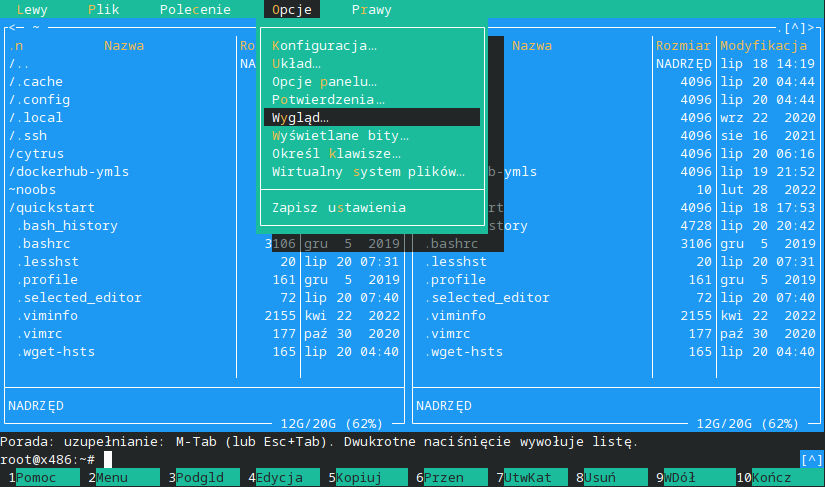 Lewy Plik Polecenie Opcje Prawy
<─ ~ .[^]>
.n Nazwa Ro Nazwa Rozmiar Modyfikacja
/.. NA Konfiguracja… NADRZĘD lip 18 14:19
/.cache Układ… 4096 lip 20 04:44
/.config Opcje panelu… 4096 lip 20 04:44
/.local Potwierdzenia… 4096 wrz 22 2020
/.ssh Wygląd… 4096 sie 16 2021
/cytrus Wyświetlane bity… 4096 lip 20 06:16
/dockerhub-ymls Określ klawisze… b-ymls 4096 lip 19 21:52
~noobs Wirtualny system plików… 10 lut 28 2022
/quickstart Zapisz ustawienia rt 4096 lip 18 17:53
.bash_history tory 4728 lip 20 20:42
.bashrc 3106 gru 5 2019 .bashrc 3106 gru 5 2019
.lesshst 20 lip 20 07:31 .lesshst 20 lip 20 07:31
.profile 161 gru 5 2019 .profile 161 gru 5 2019
.selected_editor 72 lip 20 07:40 .selected_editor 72 lip 20 07:40
.viminfo 2155 kwi 22 2022 .viminfo 2155 kwi 22 2022
.vimrc 177 paź 30 2020 .vimrc 177 paź 30 2020
.wget-hsts 165 lip 20 04:40 .wget-hsts 165 lip 20 04:40
NADRZĘD NADRZĘD
12G/20G (62%) 12G/20G (62%)
Porada: uzupełnianie: M-Tab (lub Esc+Tab). Dwukrotne naciśnięcie wywołuje listę.
root@x486:~# [^]
1Pomoc 2Menu 3Podgld 4Edycja 5Kopiuj 6Przen 7UtwKat 8Usuń 9WDół 10Kończ